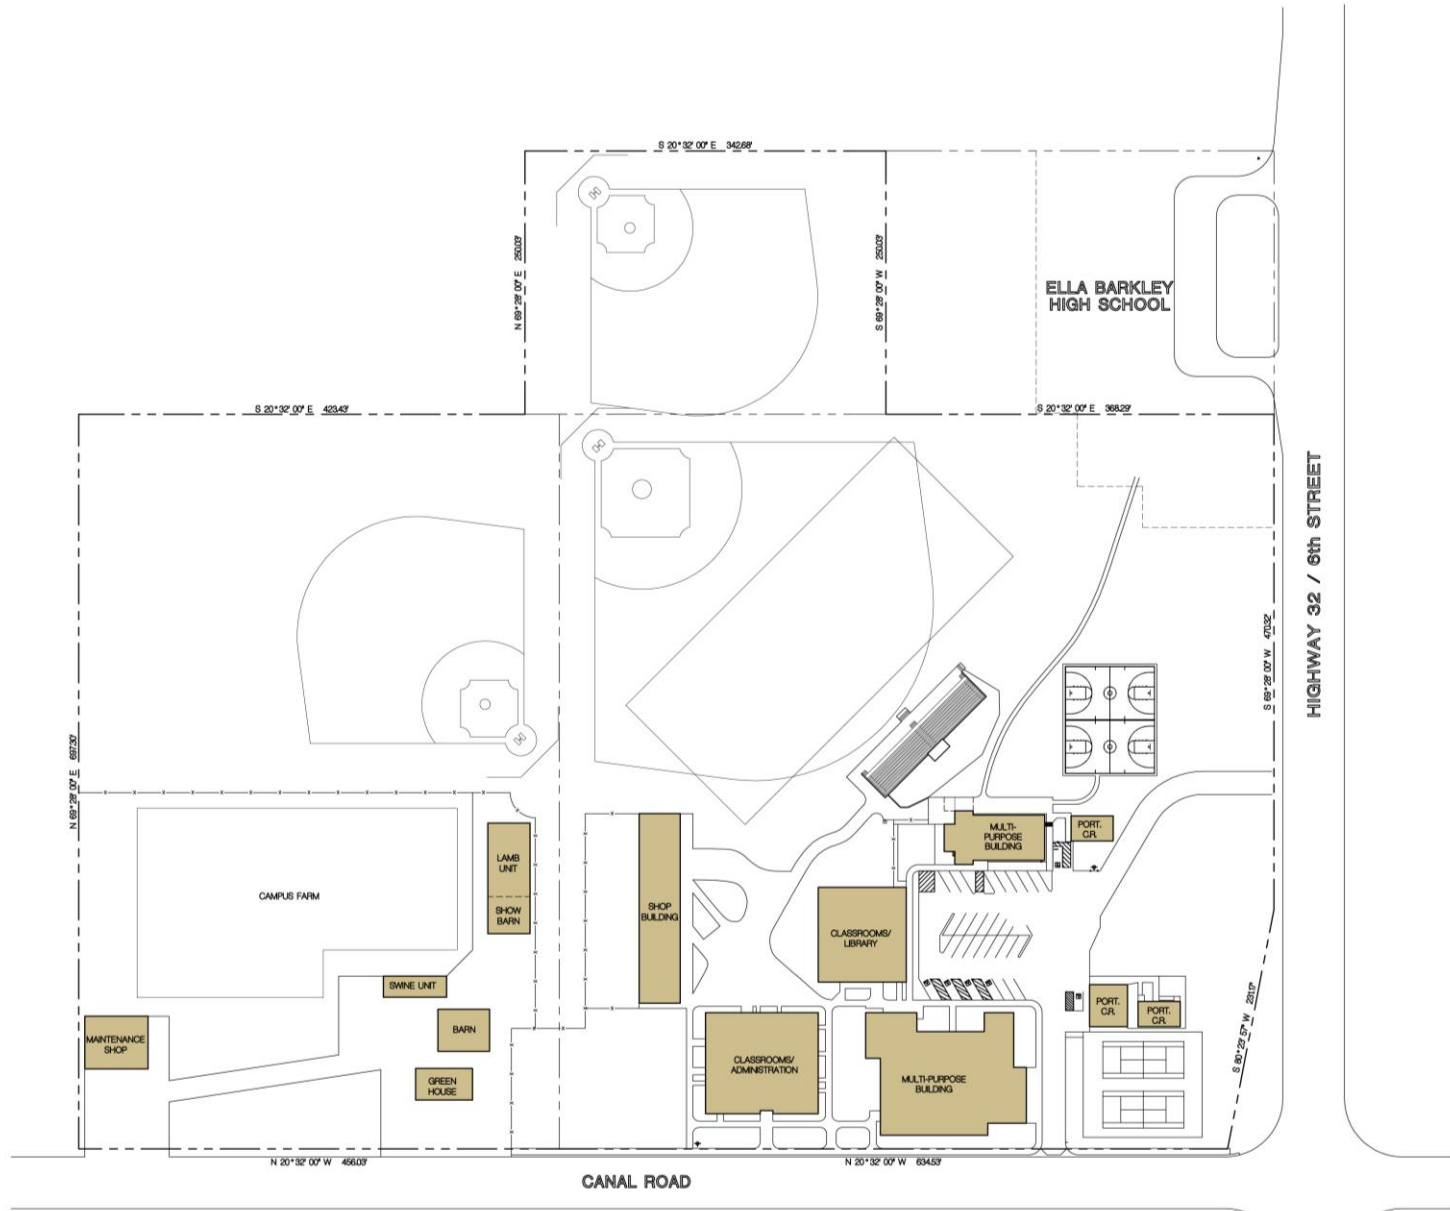 S 20°32' 00" E 342.68'
N 69°28' 00" E 250.03'
S 69°28' 00" W 250.03'
ELLA BARKLEY
HIGH SCHOOL
S 20°32' 00" E 423.43'
S 20°32' 00" E 368.29'
HIGHWAY 32 / 6th STREET
S 69°28' 00" W 470.32'
N 69°28' 00" E 697.30'
MULTI-
PURPOSE
BUILDING
PORT.
C.R.
LAMB
UNIT
CAMPUS FARM
SHOW
BARN
SHOP
BUILDING
CLASSROOMS/
LIBRARY
SWINE UNIT
PORT.
C.R.
PORT.
C.R.
BARN
MAINTENANCE
SHOP
CLASSROOMS/
ADMINISTRATION
GREEN
HOUSE
MULTI-PURPOSE
BUILDING
S 80°23' 57" W 231.17'
N 20°32' 00" W 456.03'
N 20°32' 00" W 634.53'
CANAL ROAD